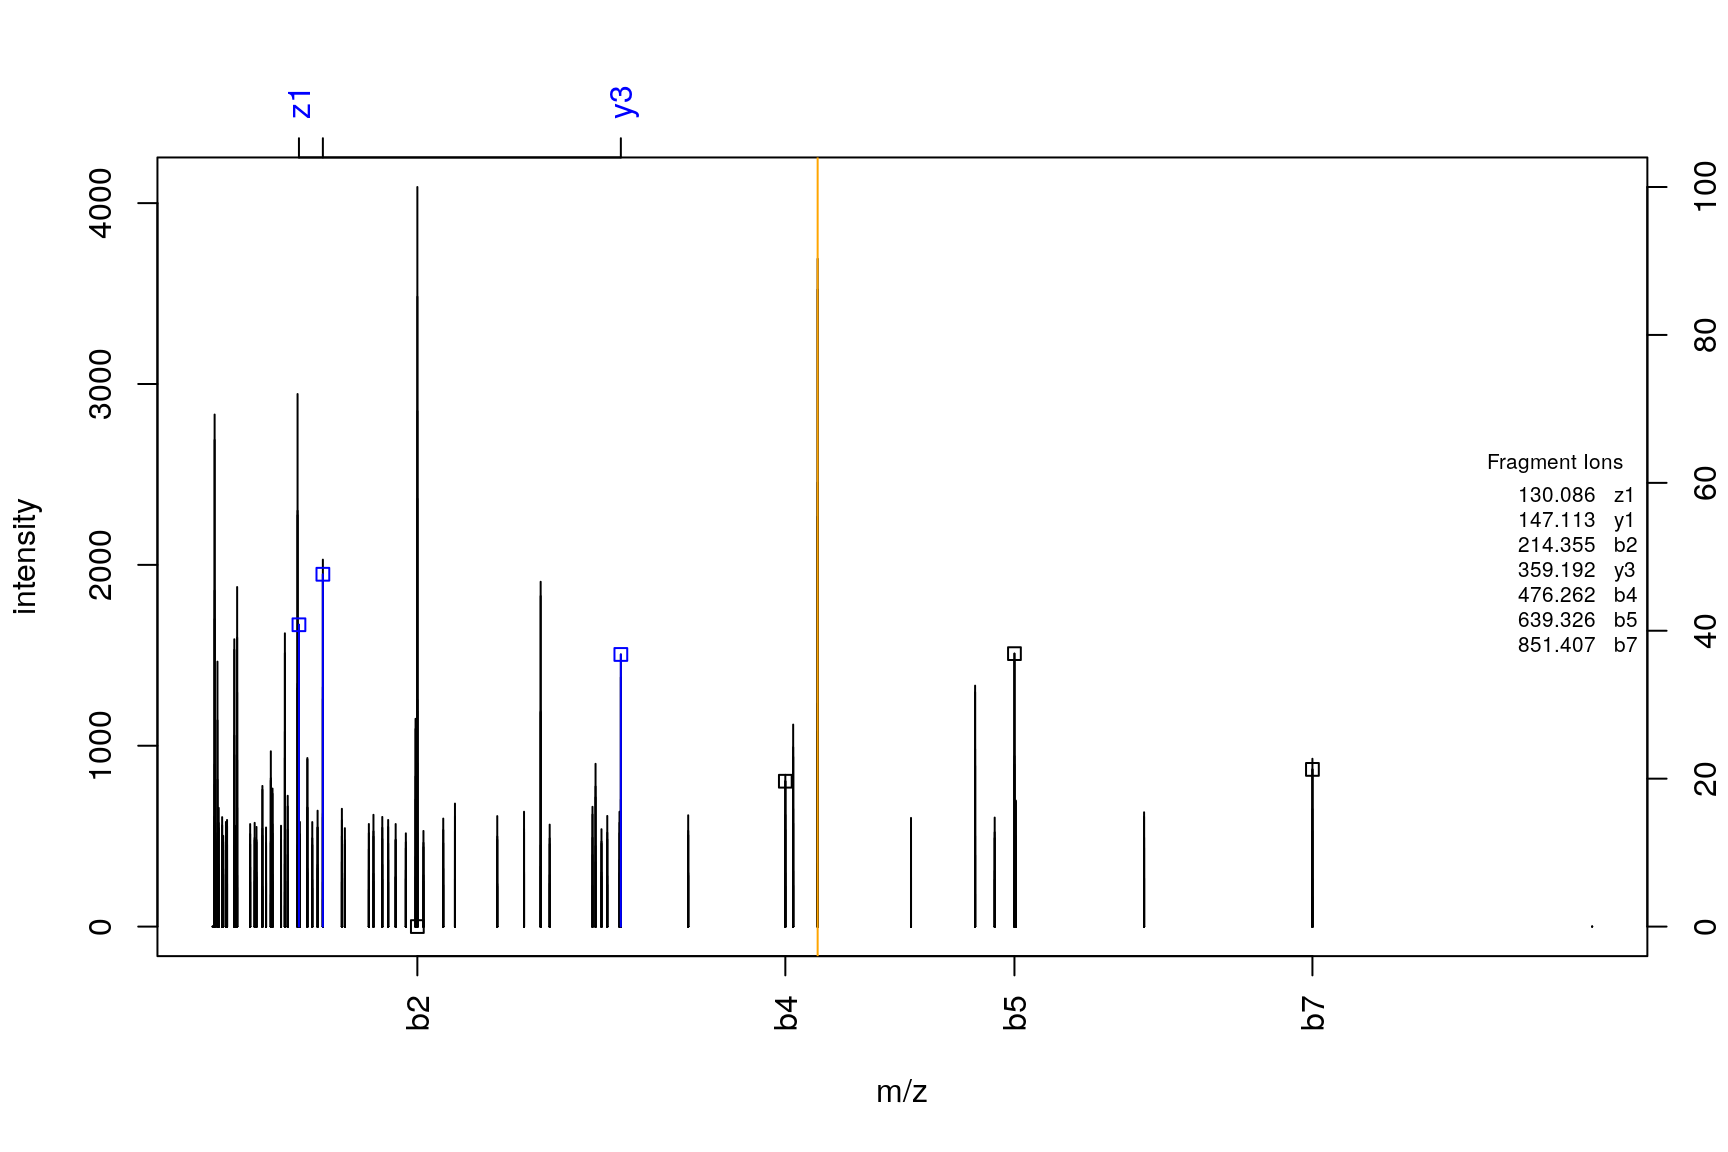 z1 y3
4000
3000
2000
1000
0
intensity
100
80
60
40
20
0
Fragment Ions
130.086 z1
147.113 y1
214.355 b2
359.192 y3
476.262 b4
639.326 b5
851.407 b7
b2 b4 b5 b7
m/z